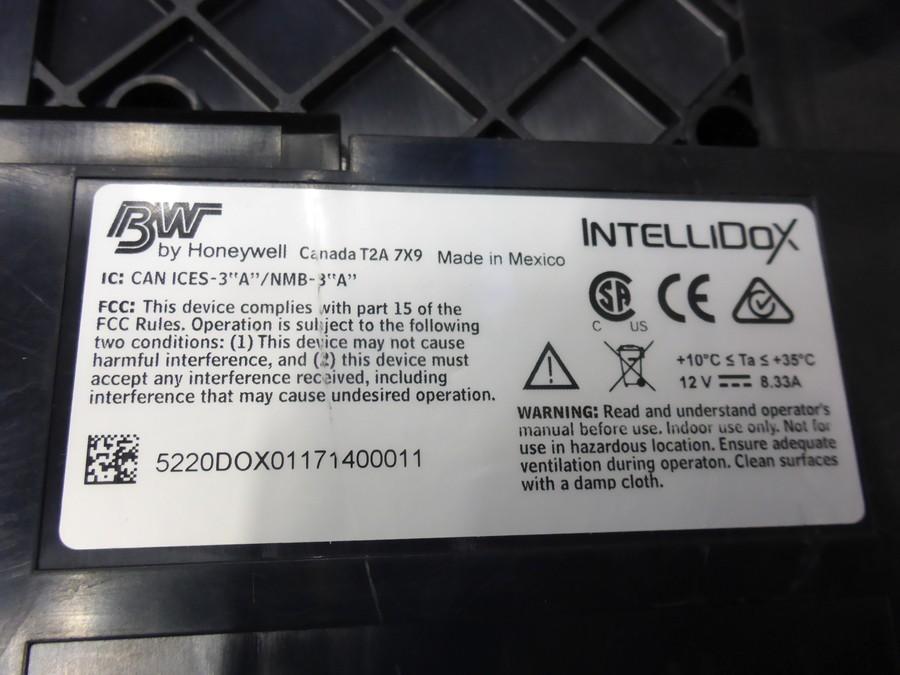 BW
by Honeywell Canada T2A 7X9 Made in Mexico
INTELLIDOX
IC: CAN ICES-3"A"/NMB-3"A"
FCC: This device complies with part 15 of the
FCC Rules. Operation is subject to the following
two conditions: (1) This device may not cause
harmful interference, and (2) this device must
accept any interference received, including
interference that may cause undesired operation.
5220DOX01171400011
SA
C US
CE
+10°C ≤ Ta ≤ +35°C
12 V 8.33A
WARNING: Read and understand operator's
manual before use. Indoor use only. Not for
use in hazardous location. Ensure adequate
ventilation during operaton. Clean surfaces
with a damp cloth.